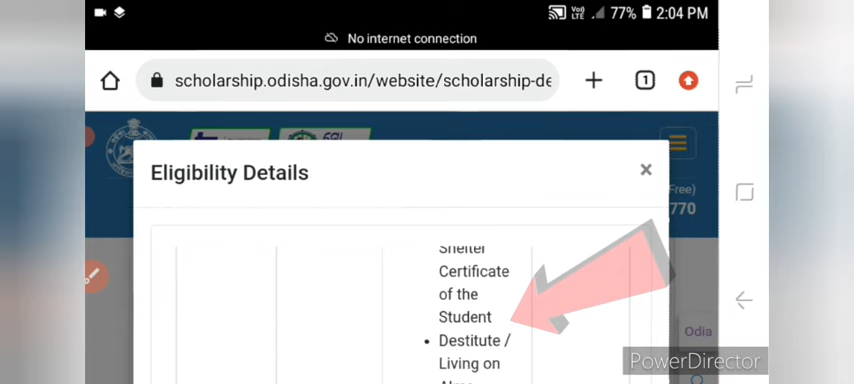 77% 2:04 PM
No internet connection
scholarship.odisha.gov.in/website/scholarship-de
1
Eligibility Details
Free)
770
Shelter
Certificate
of the
Student
• Destitute /
Living on
Odia
PowerDirector